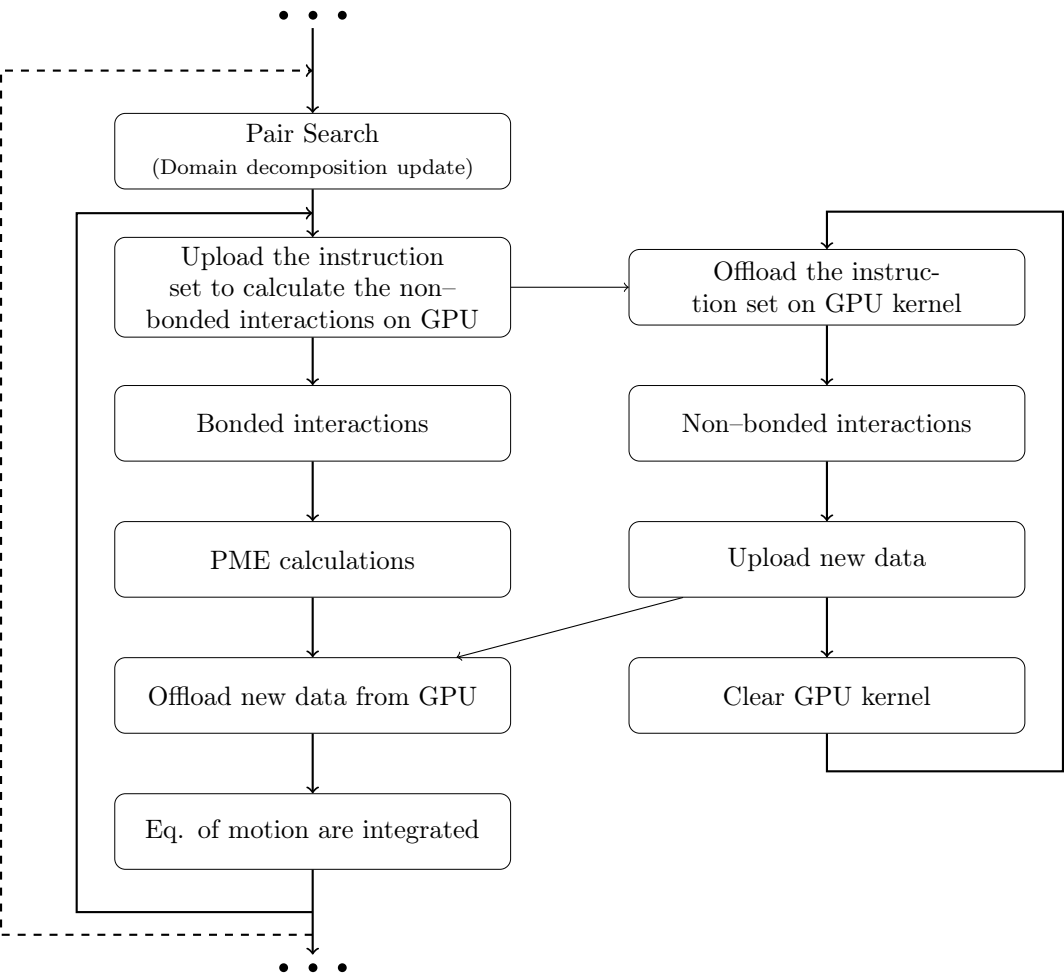 Pair Search
(Domain decomposition update)
Upload the instruction
set to calculate the non–
bonded interactions on GPU
Offload the instruc-
tion set on GPU kernel
Bonded interactions
Non–bonded interactions
PME calculations
Upload new data
Offload new data from GPU
Clear GPU kernel
Eq. of motion are integrated